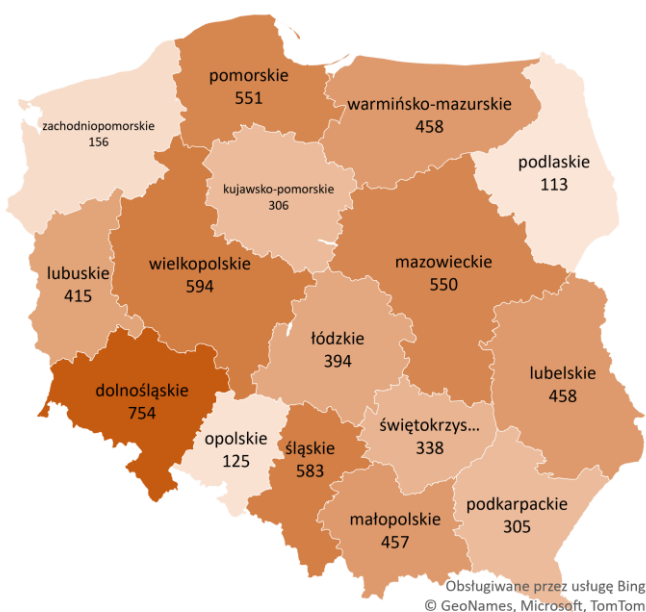 pomorskie
551
warmińsko-mazurskie
458
zachodniopomorskie
156
podlaskie
113
kujawsko-pomorskie
306
wielkopolskie
594
mazowieckie
550
lubuskie
415
łódzkie
394
lubelskie
458
dolnośląskie
754
świętokrzys...
338
opolskie
125
śląskie
583
podkarpackie
305
małopolskie
457
Obsługiwane przez usługę Bing
© GeoNames, Microsoft, TomTom